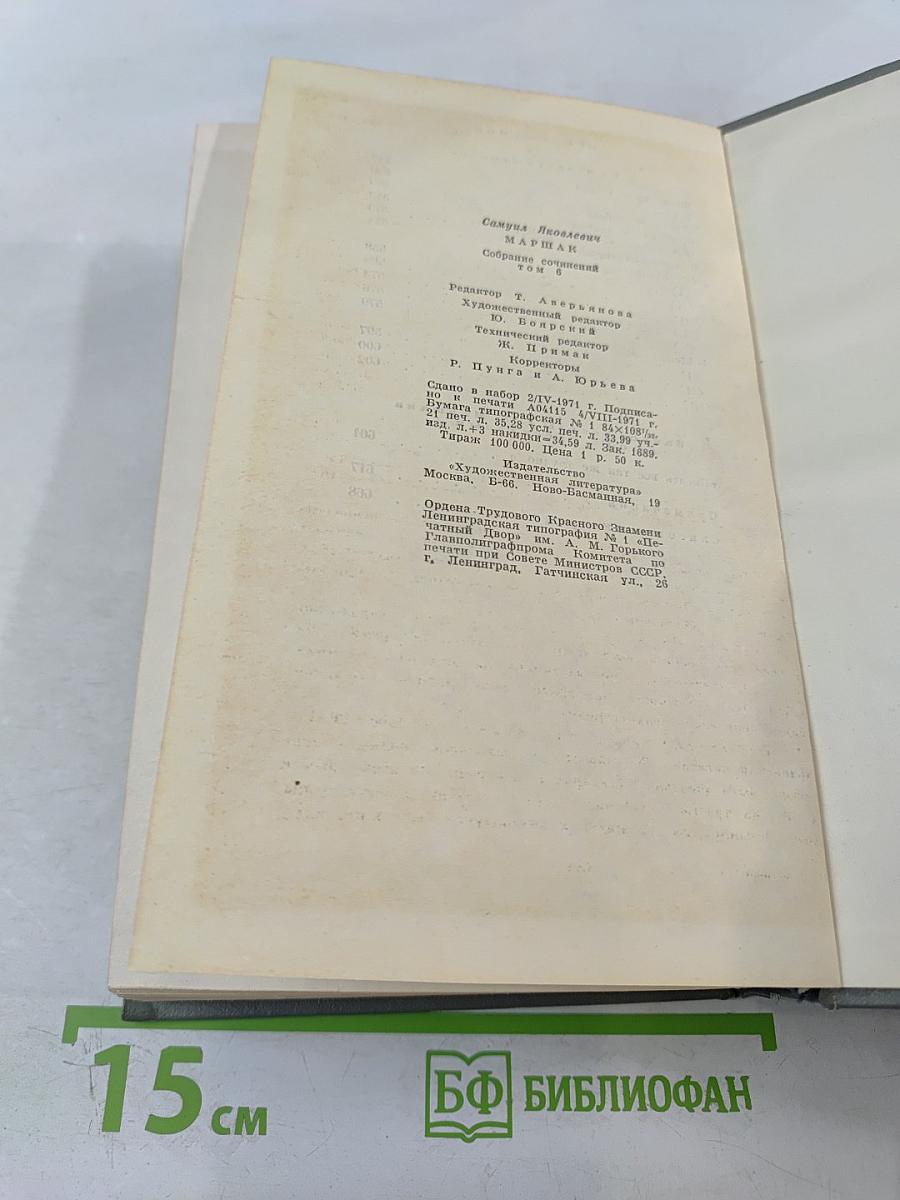 Самуил Яковлевич
МАРШАК
Собрание сочинений
ТОМ 6
Редактор Т. Аверьянова
Художественный редактор
Ю. Боярский
Технический редактор
Ж. Примак
Корректоры
Р. Пунга и А. Юрьева
Сдано в набор 2/IV-1971 г. Подписа-
но к печати А04115 4/VIII-1971 г.
Бумага типографская № 1 84×108¹/₃₂.
21 печ. л. 35,28 усл. печ. л. 33,99 уч.-
изд. л.+3 накидки=34,59 л. Зак. 1689.
Тираж 100 000. Цена 1 р. 50 к.
Издательство
«Художественная литература»
Москва, Б-66. Ново-Басманная, 19
Ордена Трудового Красного Знамени
Ленинградская типография № 1 «Пе-
чатный Двор» им. А. М. Горького
Главполиграфпрома Комитета по
печати при Совете Министров СССР,
г. Ленинград, Гатчинская ул., 26
15 см
БФ БИБЛИОФАН